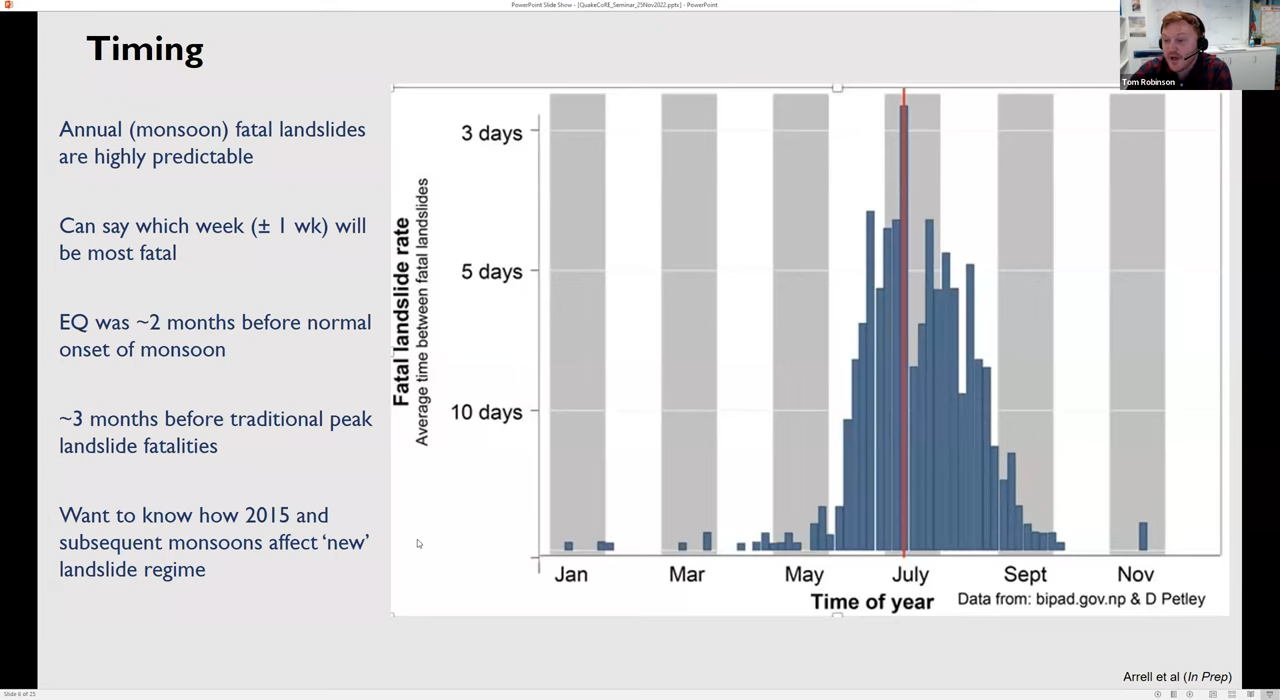 PowerPoint Slide Show - [QuakeCoRE_Seminar_25Nov2022.pptx] - PowerPoint
Tom Robinson
Timing
Annual (monsoon) fatal landslides
are highly predictable
Can say which week (± 1 wk) will
be most fatal
EQ was ~2 months before normal
onset of monsoon
~3 months before traditional peak
landslide fatalities
Want to know how 2015 and
subsequent monsoons affect ‘new’
landslide regime
Fatal landslide rate
Average time between fatal landslides
3 days
5 days
10 days
Jan
Mar
May
July
Sept
Nov
Time of year
Data from: bipad.gov.np & D Petley
Arrell et al (In Prep)
Slide 6 of 25